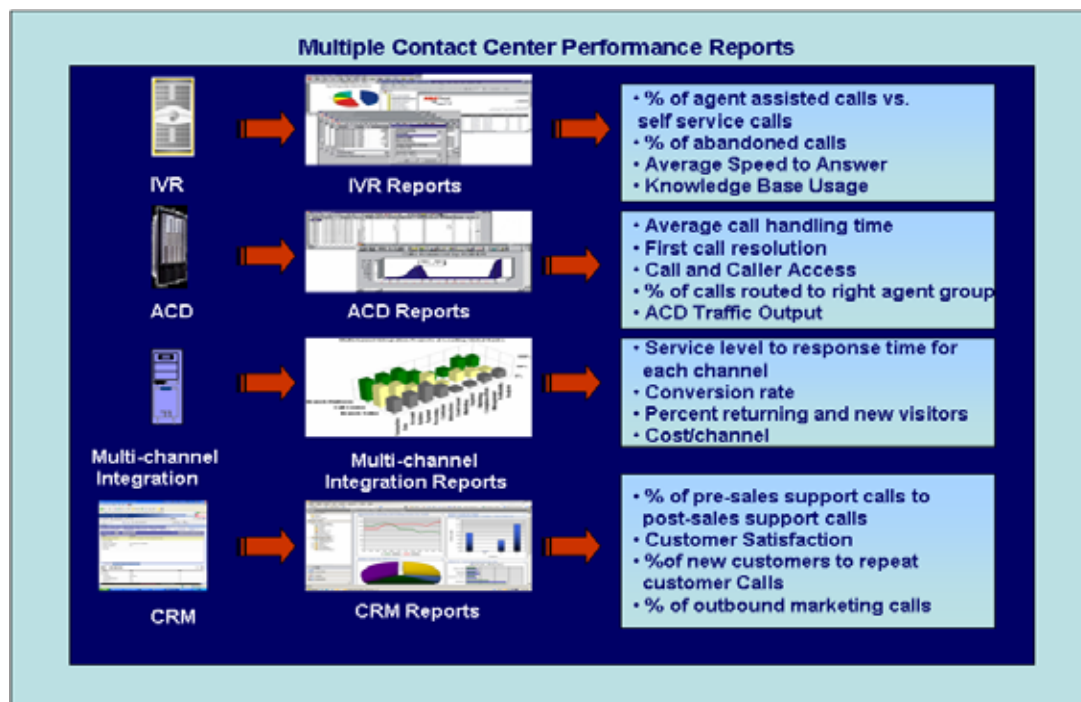 Multiple Contact Center Performance Reports
IVR
IVR Reports
• % of agent assisted calls vs.
self service calls
• % of abandoned calls
• Average Speed to Answer
• Knowledge Base Usage
ACD
ACD Reports
• Average call handling time
• First call resolution
• Call and Caller Access
• % of calls routed to right agent group
• ACD Traffic Output
Multi-channel
Integration
Multi-channel
Integration Reports
• Service level to response time for
each channel
• Conversion rate
• Percent returning and new visitors
• Cost/channel
CRM
CRM Reports
• % of pre-sales support calls to
post-sales support calls
• Customer Satisfaction
• %of new customers to repeat
customer Calls
• % of outbound marketing calls